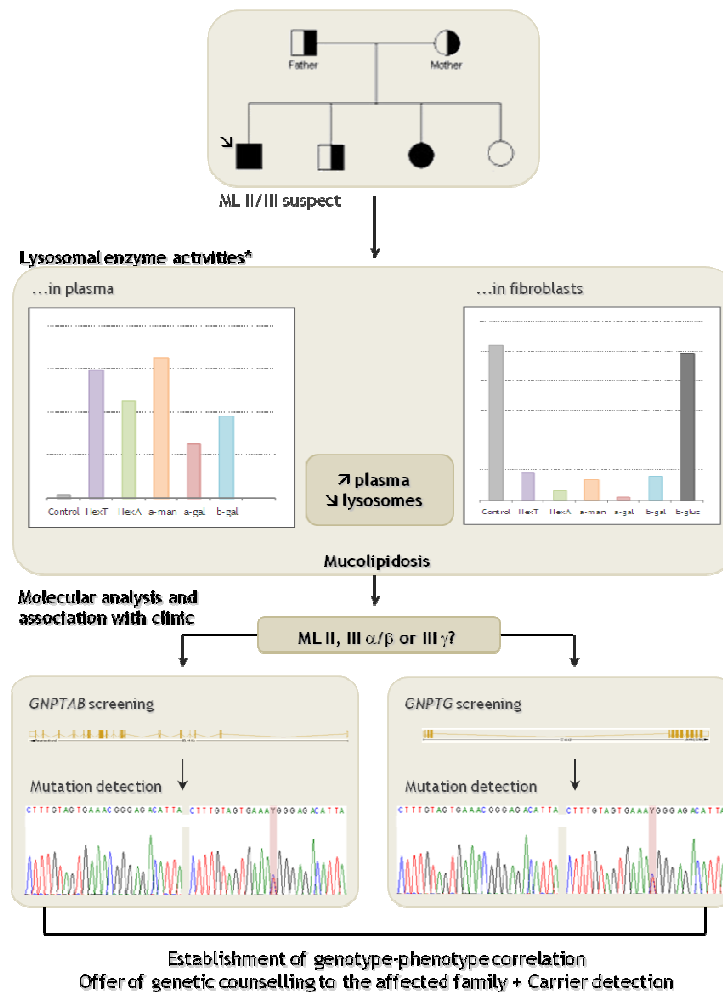 Father
Mother
ML II/III suspect
Lysosomal enzyme activities*
...in plasma
...in fibroblasts
Control HexT HexA a-man a-gal b-gal
Control HexT HexA a-man a-gal b-gal b-gluc
↗ plasma
↘ lysosomes
Mucolipidosis
Molecular analysis and
association with clinic
ML II, III α/β or III γ?
GNPTAB screening
GNPTG screening
Mutation detection
Mutation detection
CTTTGTAGTGAAACGGGAGACATTA CTTTGTAGTGAAAYGGGAGACATTA
CTTTGTAGTGAAACGGGAGACATTA CTTTGTAGTGAAAYGGGAGACATTA
Establishment of genotype-phenotype correlation
Offer of genetic counselling to the affected family + Carrier detection